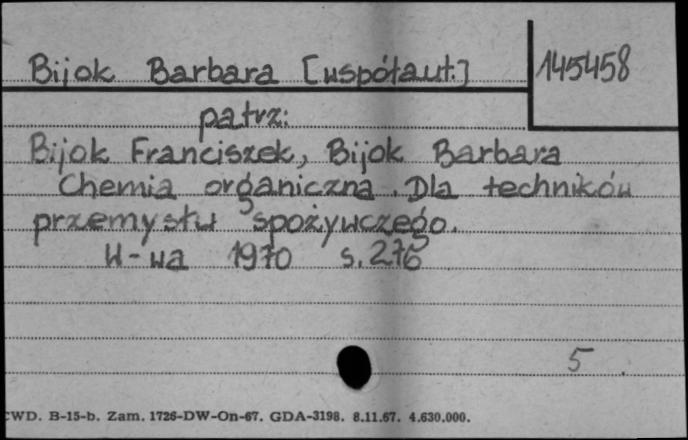 Bijok Barbara [współaut.] 145458
patrz:
Bijok Franciszek, Bijok Barbara
Chemia organiczna. Dla techników
przemysłu spożywczego.
W-wa 1970 s. 276
5
CWD. B-15-b. Zam. 1726-DW-On-67. GDA-3198. 8.11.67. 4.630.000.